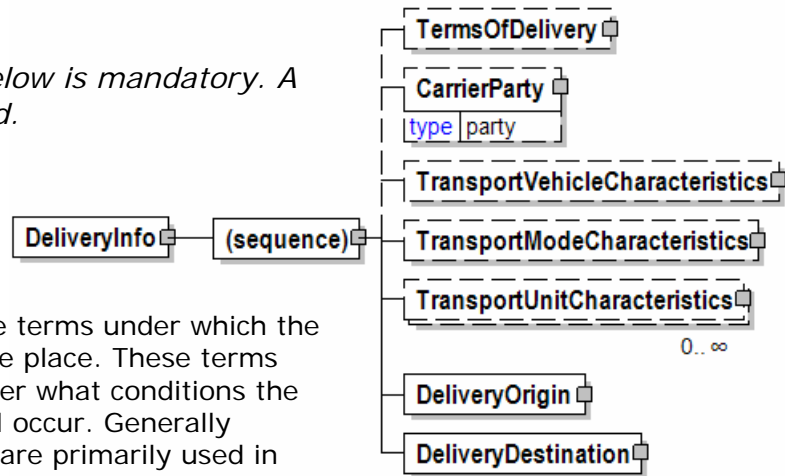 elow is mandatory. A
d.
e terms under which the
e place. These terms
er what conditions the
l occur. Generally
are primarily used in
DeliveryInfo
(sequence)
TermsOfDelivery
CarrierParty
type party
TransportVehicleCharacteristics
TransportModeCharacteristics
TransportUnitCharacteristics
0.. ∞
DeliveryOrigin
DeliveryDestination